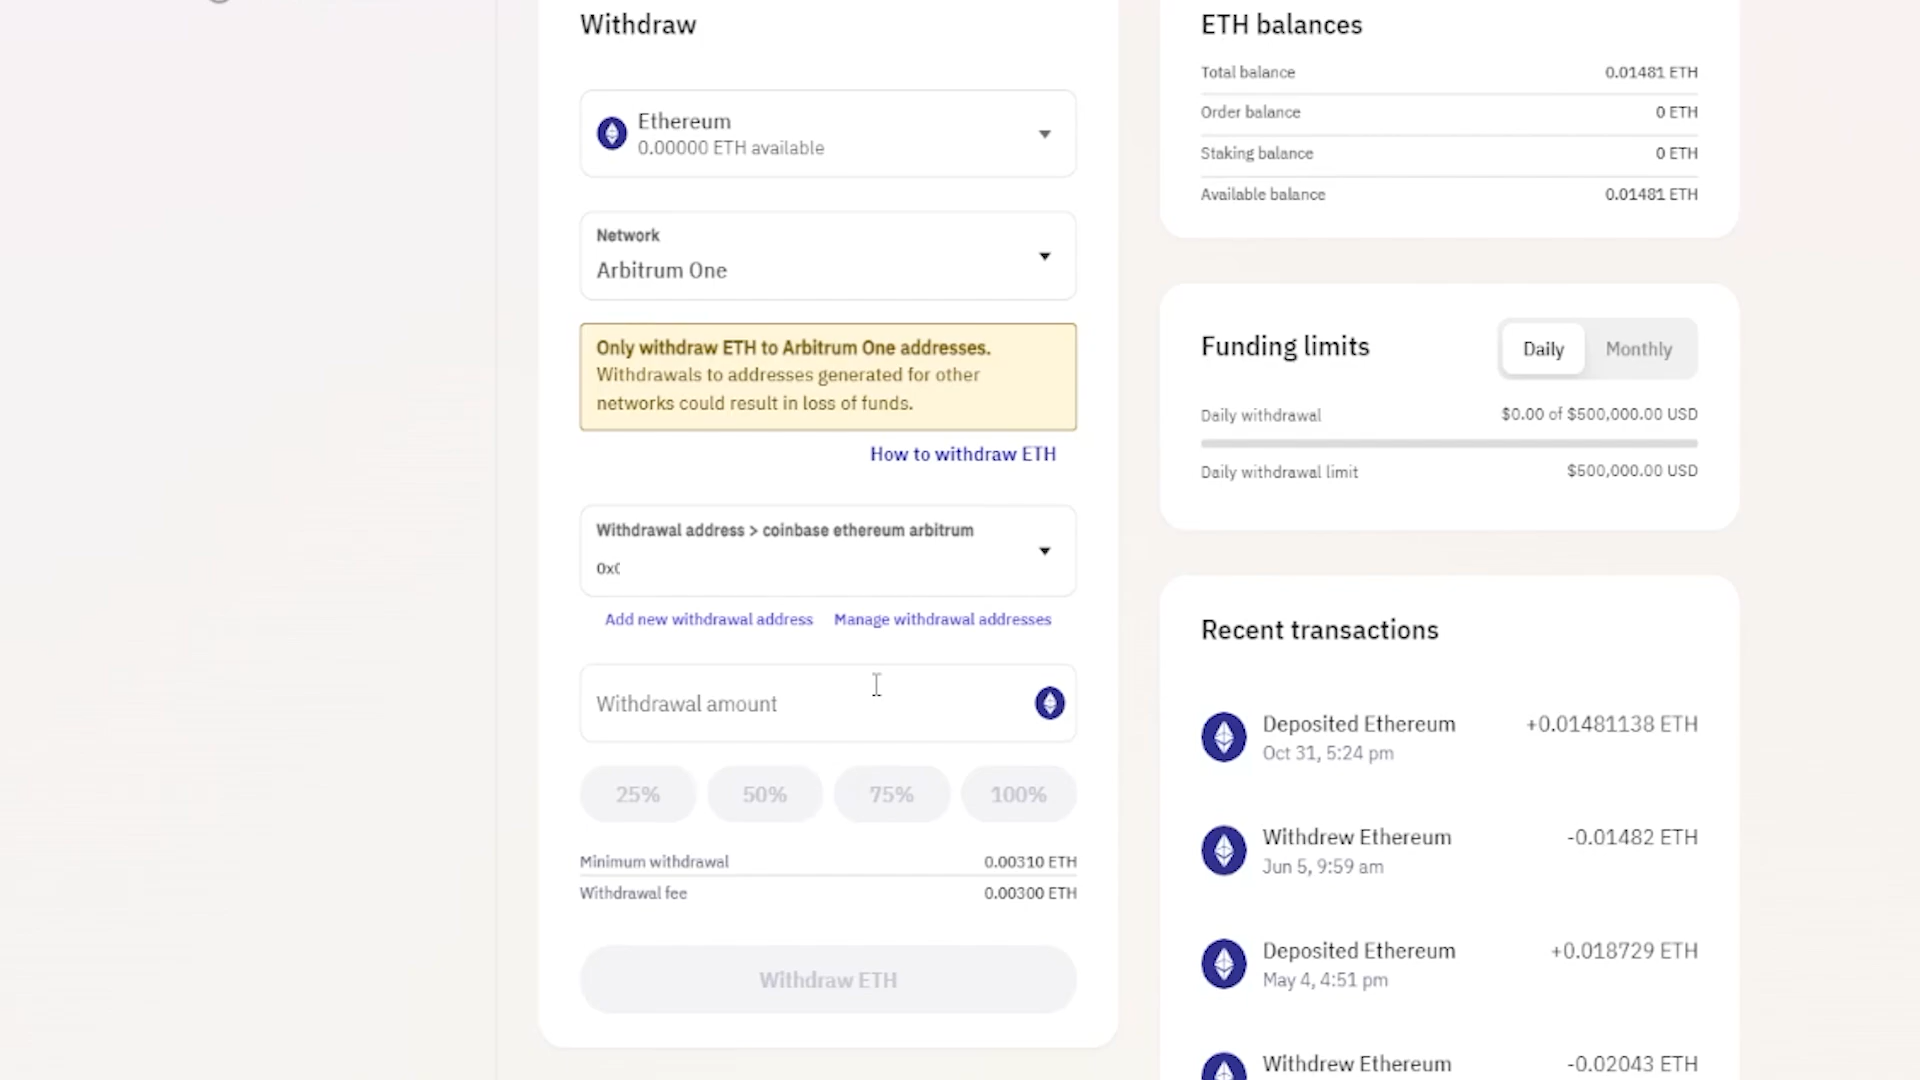 Withdraw
Ethereum
0.00000 ETH available
Network
Arbitrum One
Only withdraw ETH to Arbitrum One addresses.
Withdrawals to addresses generated for other
networks could result in loss of funds.
How to withdraw ETH
Withdrawal address > coinbase ethereum arbitrum
Add new withdrawal address Manage withdrawal addresses
Withdrawal amount
25% 50% 75% 100%
Minimum withdrawal 0.00310 ETH
Withdrawal fee 0.00300 ETH
Withdraw ETH
ETH balances
Total balance 0.01481 ETH
Order balance 0 ETH
Staking balance 0 ETH
Available balance 0.01481 ETH
Funding limits Daily Monthly
Daily withdrawal $0.00 of $500,000.00 USD
Daily withdrawal limit $500,000.00 USD
Recent transactions
Deposited Ethereum +0.01481138 ETH
Oct 31, 5:24 pm
Withdrew Ethereum -0.01482 ETH
Jun 5, 9:59 am
Deposited Ethereum +0.018729 ETH
May 4, 4:51 pm
Withdrew Ethereum -0.02043 ETH